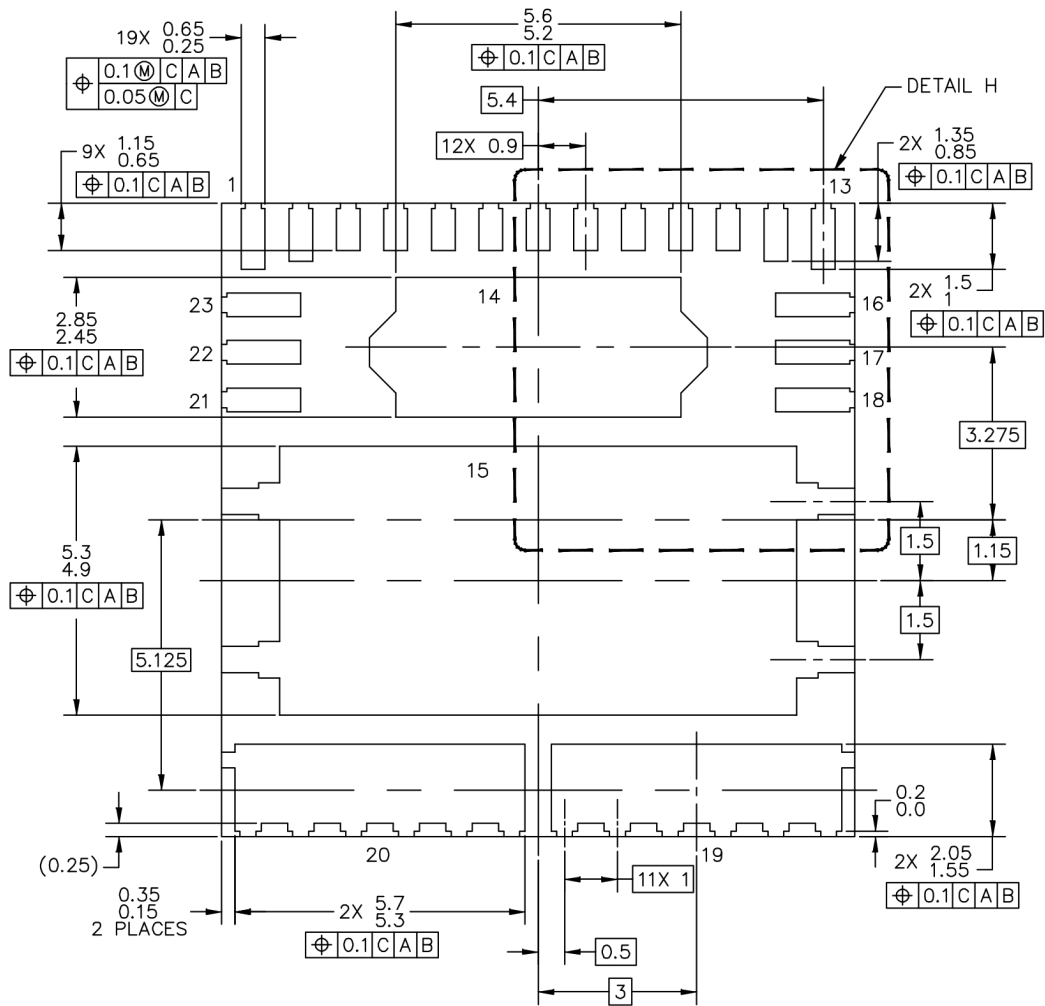 19X 0.65
0.25
⌖ 0.1 Ⓜ C A B
0.05 Ⓜ C
5.6
5.2
⌖ 0.1 C A B
5.4
DETAIL H
12X 0.9
9X 1.15
0.65
⌖ 0.1 C A B
2X 1.35
0.85
⌖ 0.1 C A B
1
13
14
23
16
2X 1.5
1
⌖ 0.1 C A B
2.85
2.45
⌖ 0.1 C A B
22
17
21
18
3.275
15
5.3
4.9
⌖ 0.1 C A B
1.5
1.15
1.5
5.125
0.2
0.0
(0.25)
20
19
2X 2.05
1.55
⌖ 0.1 C A B
11X 1
0.35
0.15
2 PLACES
2X 5.7
5.3
⌖ 0.1 C A B
0.5
3